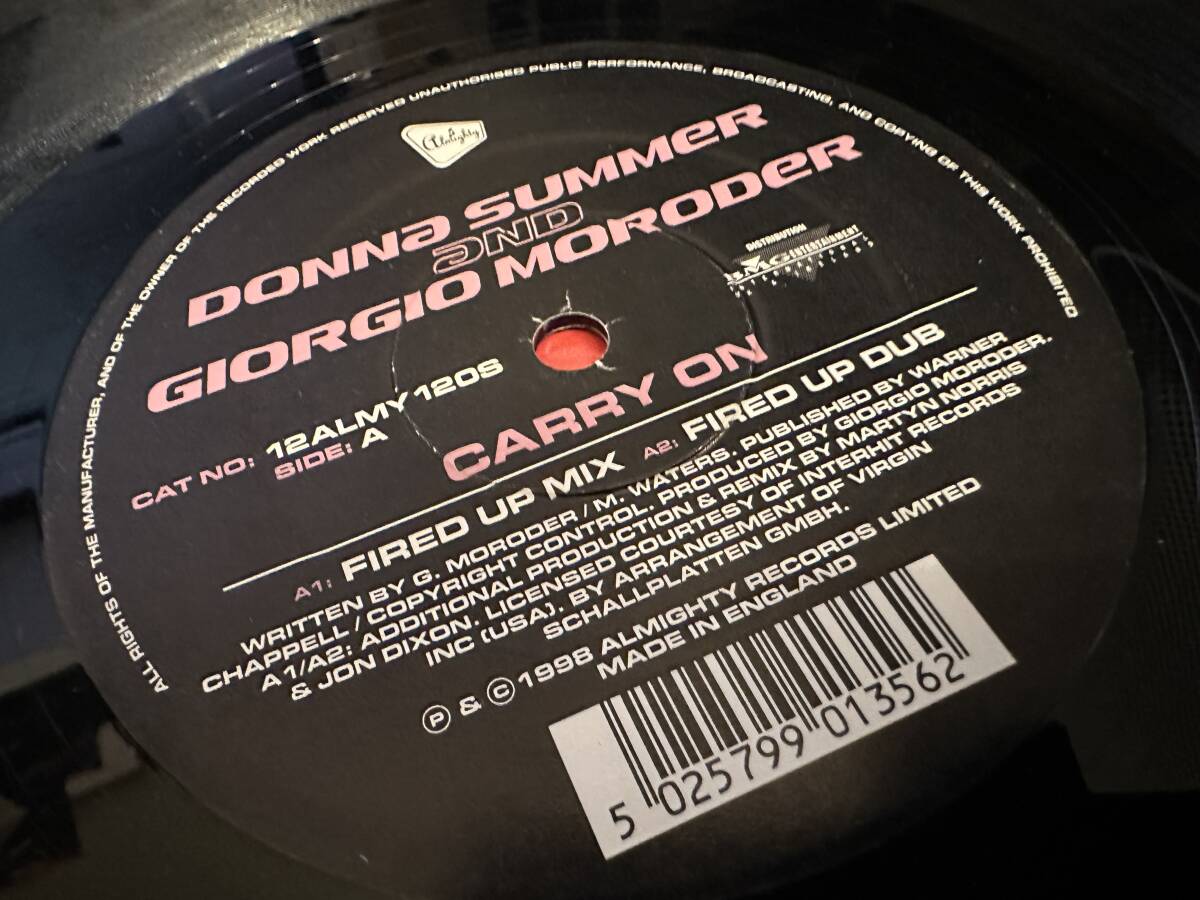 ALL RIGHTS OF THE MANUFACTURER, AND OF THE OWNER OF THE RECORDED WORK RESERVED UNAUTHORISED PUBLIC PERFORMANCE, BROADCASTING, AND COPYING OF THIS WORK PROHIBITED
Almighty
DONNA SUMMER
AND
GIORGIO MORODER
DISTRIBUTION
BMG ENTERTAINMENT
CAT NO: 12ALMY120S
SIDE: A
CARRY ON
A1: FIRED UP MIX A2: FIRED UP DUB
WRITTEN BY G. MORODER / M. WATERS. PUBLISHED BY WARNER
CHAPPELL / COPYRIGHT CONTROL. PRODUCED BY GIORGIO MORODER.
A1/A2: ADDITIONAL PRODUCTION & REMIX BY MARTYN NORRIS
& JON DIXON. LICENSED COURTESY OF INTERHIT RECORDS
INC (USA). BY ARRANGEMENT OF VIRGIN
SCHALLPLATTEN GMBH.
Ⓟ & © 1998 ALMIGHTY RECORDS LIMITED
MADE IN ENGLAND
5 025799 013562